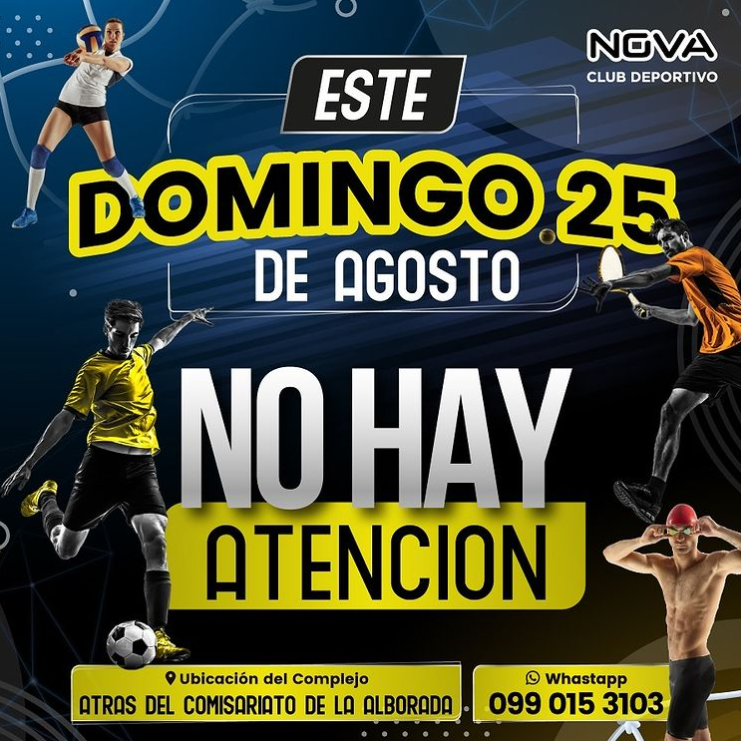 NOVA
CLUB DEPORTIVO
ESTE
DOMINGO 25
DE AGOSTO
NO HAY
ATENCION
Ubicación del Complejo
ATRAS DEL COMISARIATO DE LA ALBORADA
Whastapp
099 015 3103